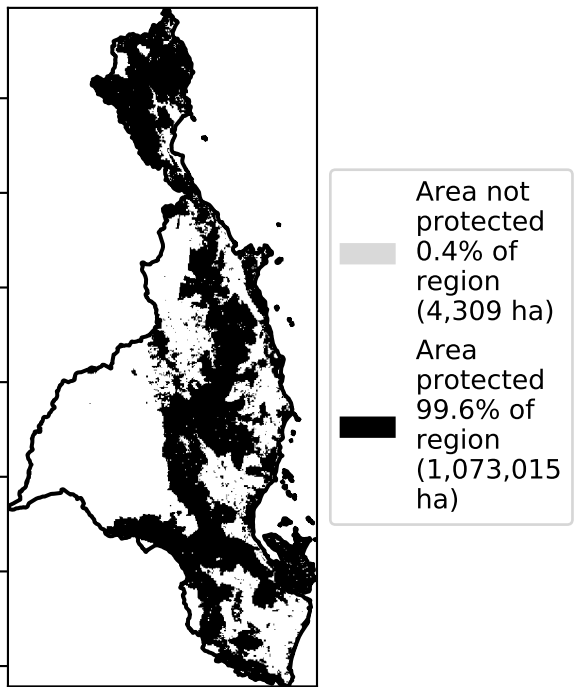 Area not
protected
0.4% of
region
(4,309 ha)
Area
protected
99.6% of
region
(1,073,015
ha)